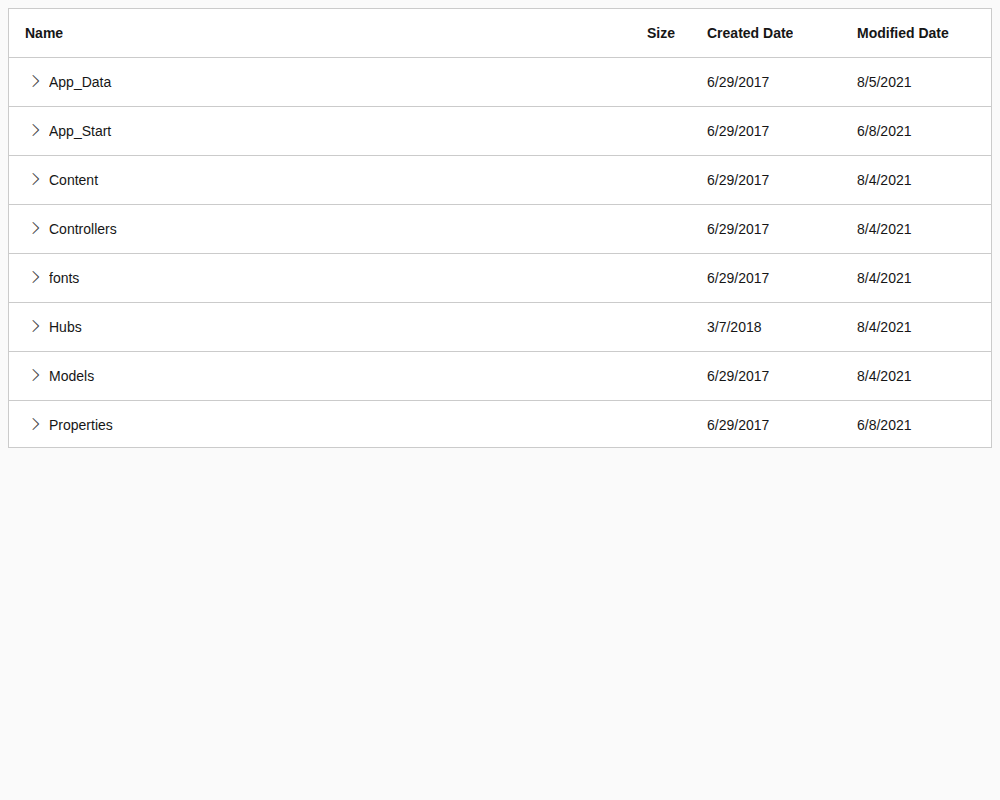 Name Size Created Date Modified Date
App_Data 6/29/2017 8/5/2021
App_Start 6/29/2017 6/8/2021
Content 6/29/2017 8/4/2021
Controllers 6/29/2017 8/4/2021
fonts 6/29/2017 8/4/2021
Hubs 3/7/2018 8/4/2021
Models 6/29/2017 8/4/2021
Properties 6/29/2017 6/8/2021